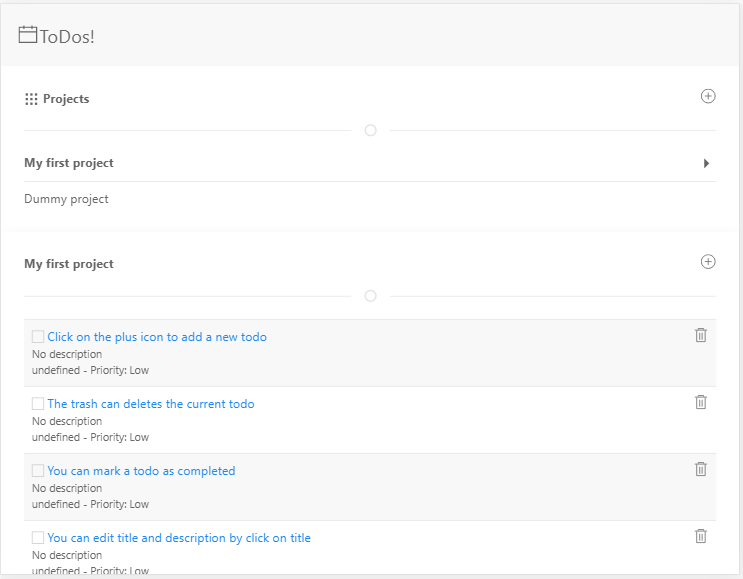 ToDos!
Projects
My first project
Dummy project
My first project
Click on the plus icon to add a new todo
No description
undefined - Priority: Low
The trash can deletes the current todo
No description
undefined - Priority: Low
You can mark a todo as completed
No description
undefined - Priority: Low
You can edit title and description by click on title
No description
undefined - Priority: Low